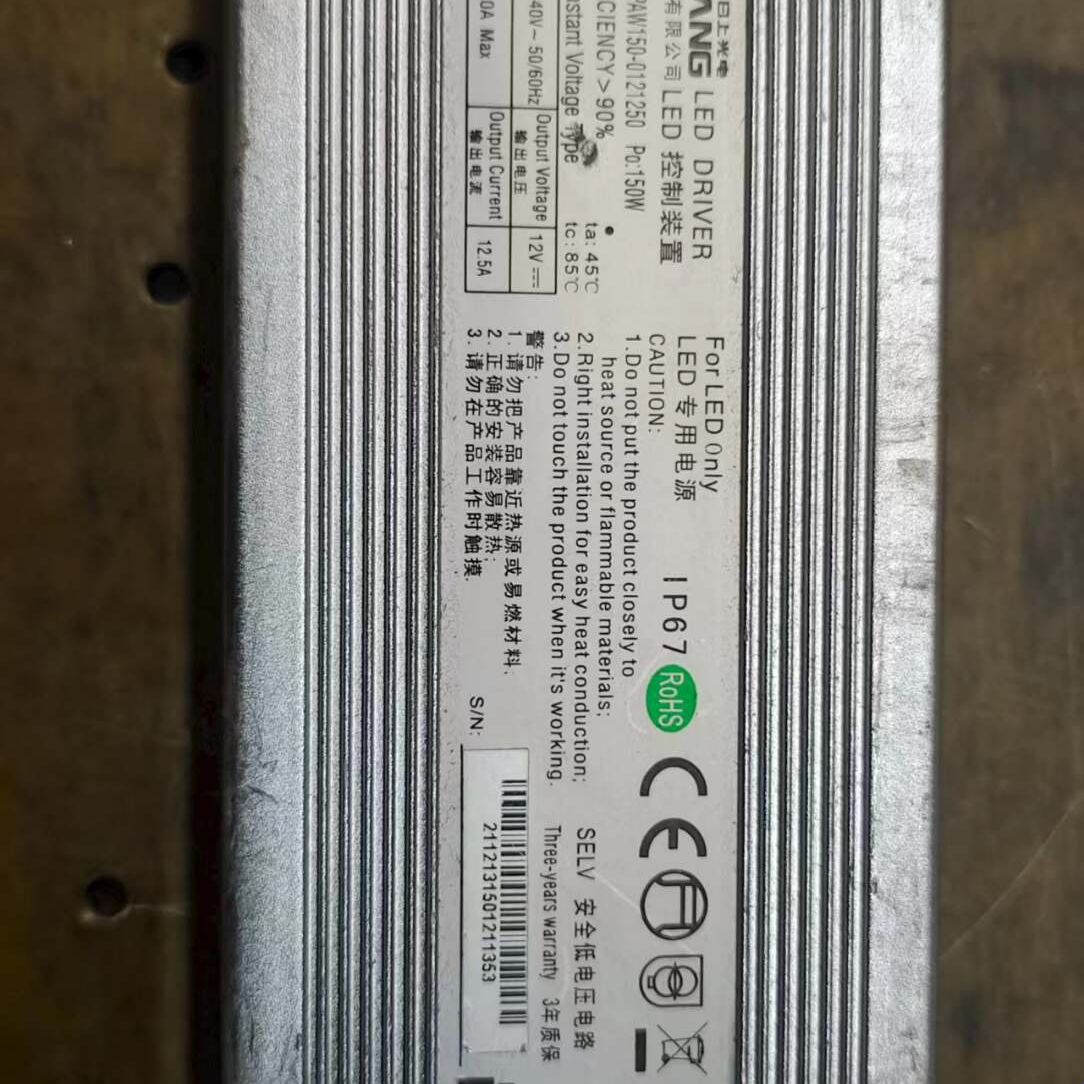 日上光电
ANG LED DRIVER
有限公司 LED 控制装置
PAW150-0121250 Po:150W
CIENCY>90% ta: 45℃
nstant Voltage Type tc: 85℃
40V~ 50/60Hz Output Voltage 输出电压 12V
0A Max Output Current 输出电流 12.5A
For LED Only
LED 专用电源 IP67 RoHS CE
CAUTION:
1.Do not put the product closely to
heat source or flammable materials;
2.Right installation for easy heat conduction;
3.Do not touch the product when it's working.
警告:
1. 请勿把产品靠近热源或易燃材料;
2. 正确的安装容易散热;
3. 请勿在产品工作时触摸.
SELV 安全低电压电路
Three-years warranty 3年质保
S/N:
2112131501211353